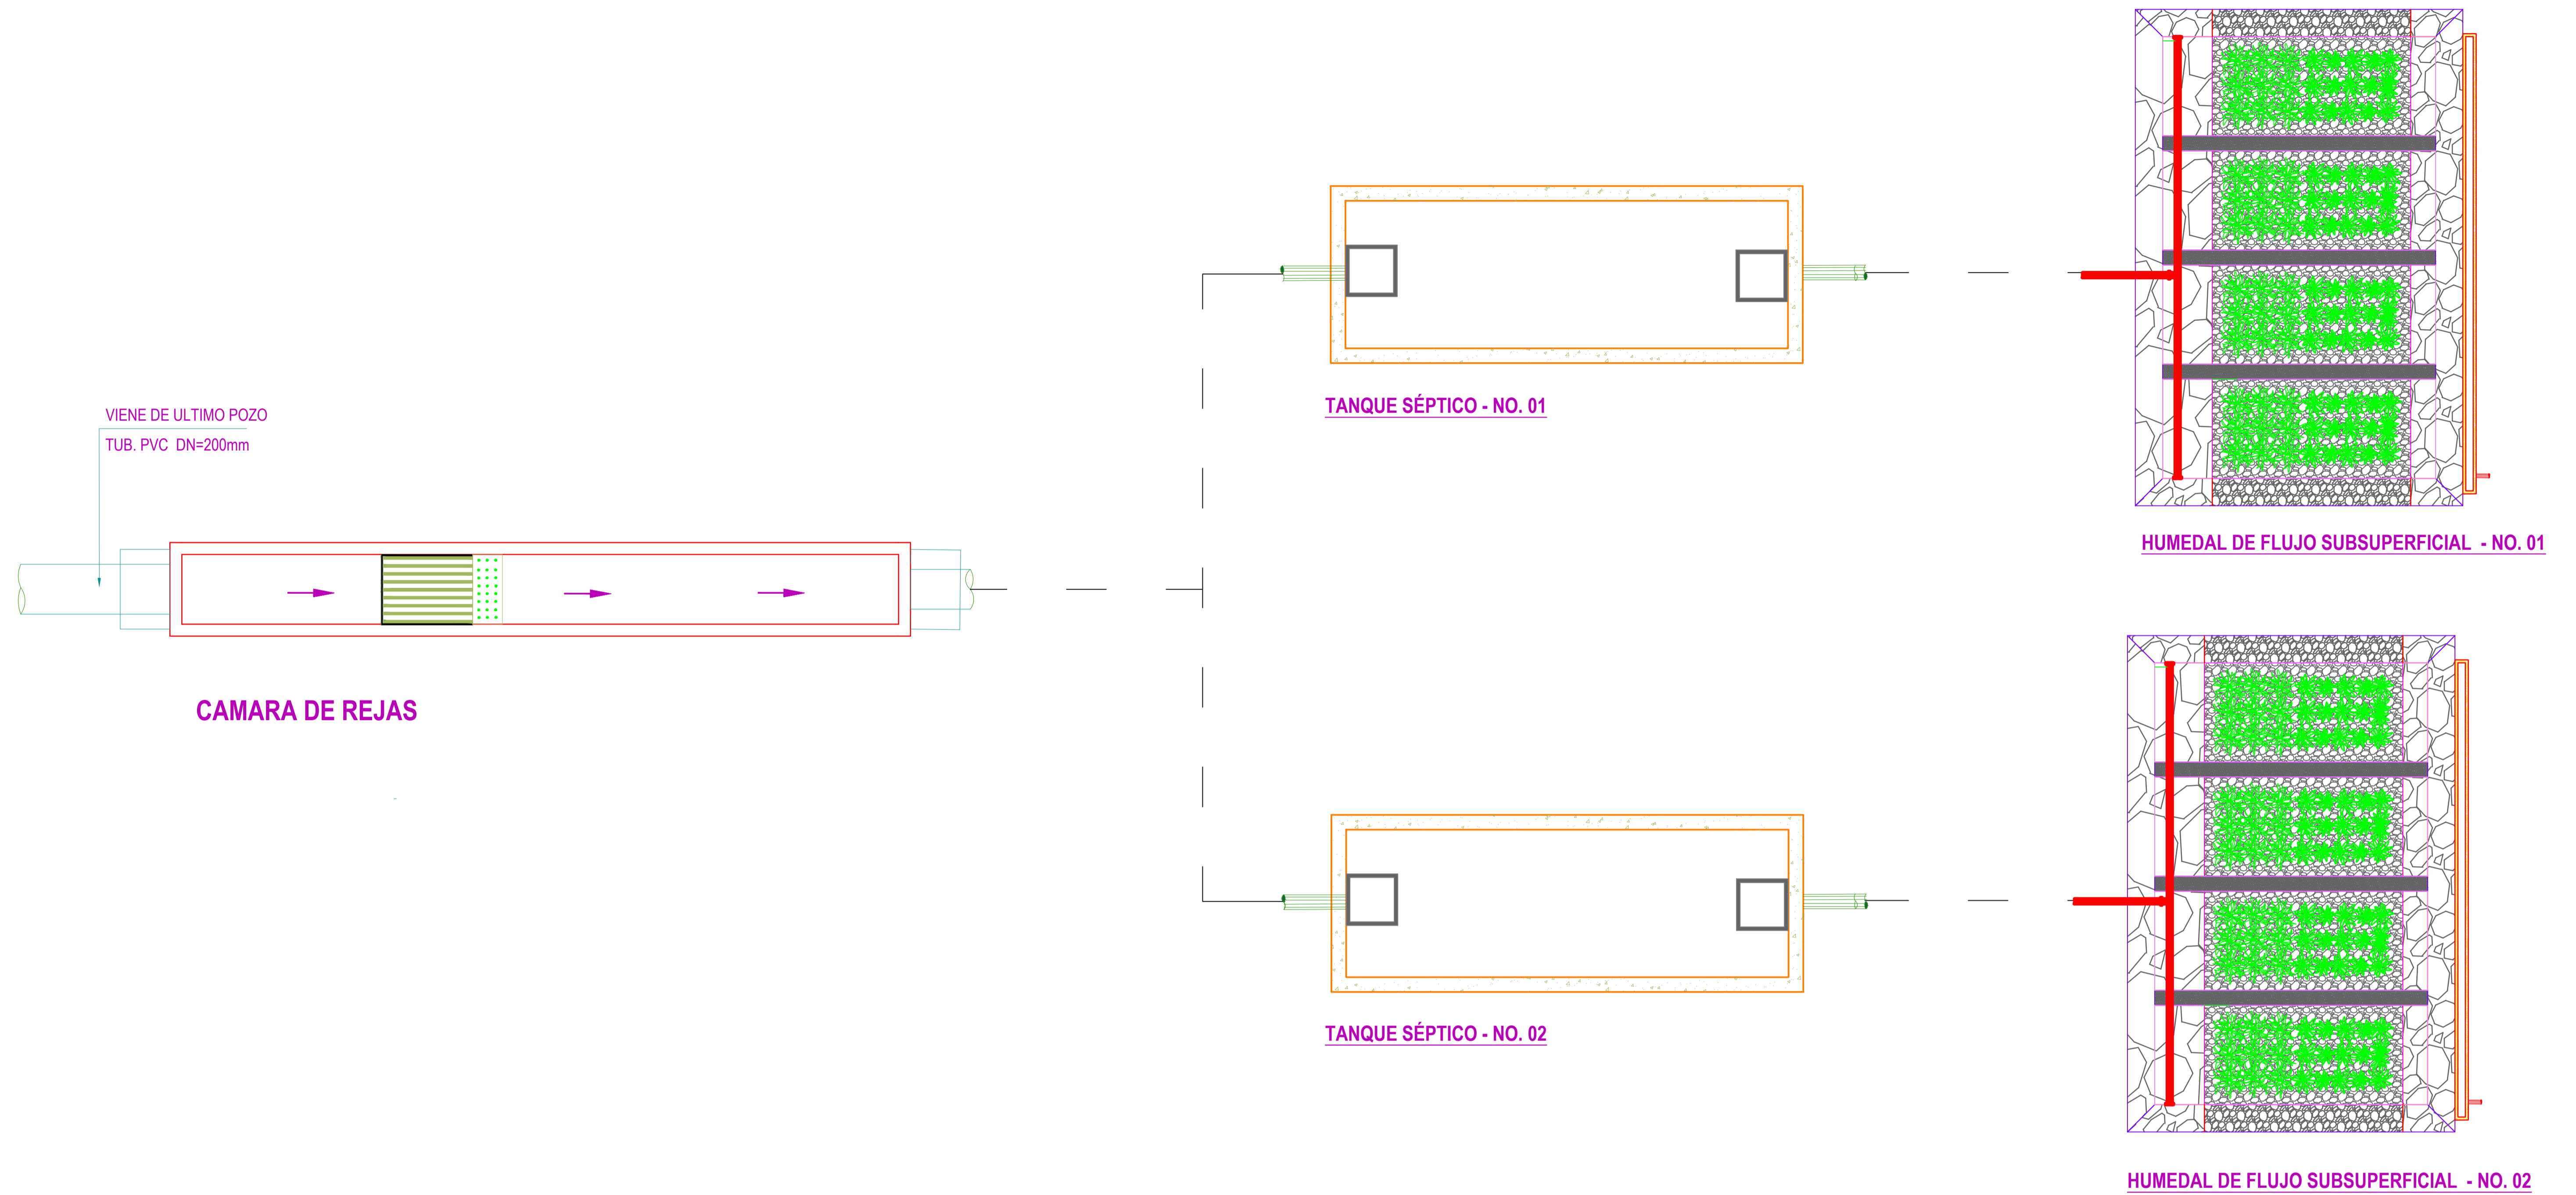 VIENE DE ULTIMO POZO
TUB. PVC DN=200mm
CAMARA DE REJAS
TANQUE SÉPTICO - NO. 01
HUMEDAL DE FLUJO SUBSUPERFICIAL - NO. 01
TANQUE SÉPTICO - NO. 02
HUMEDAL DE FLUJO SUBSUPERFICIAL - NO. 02